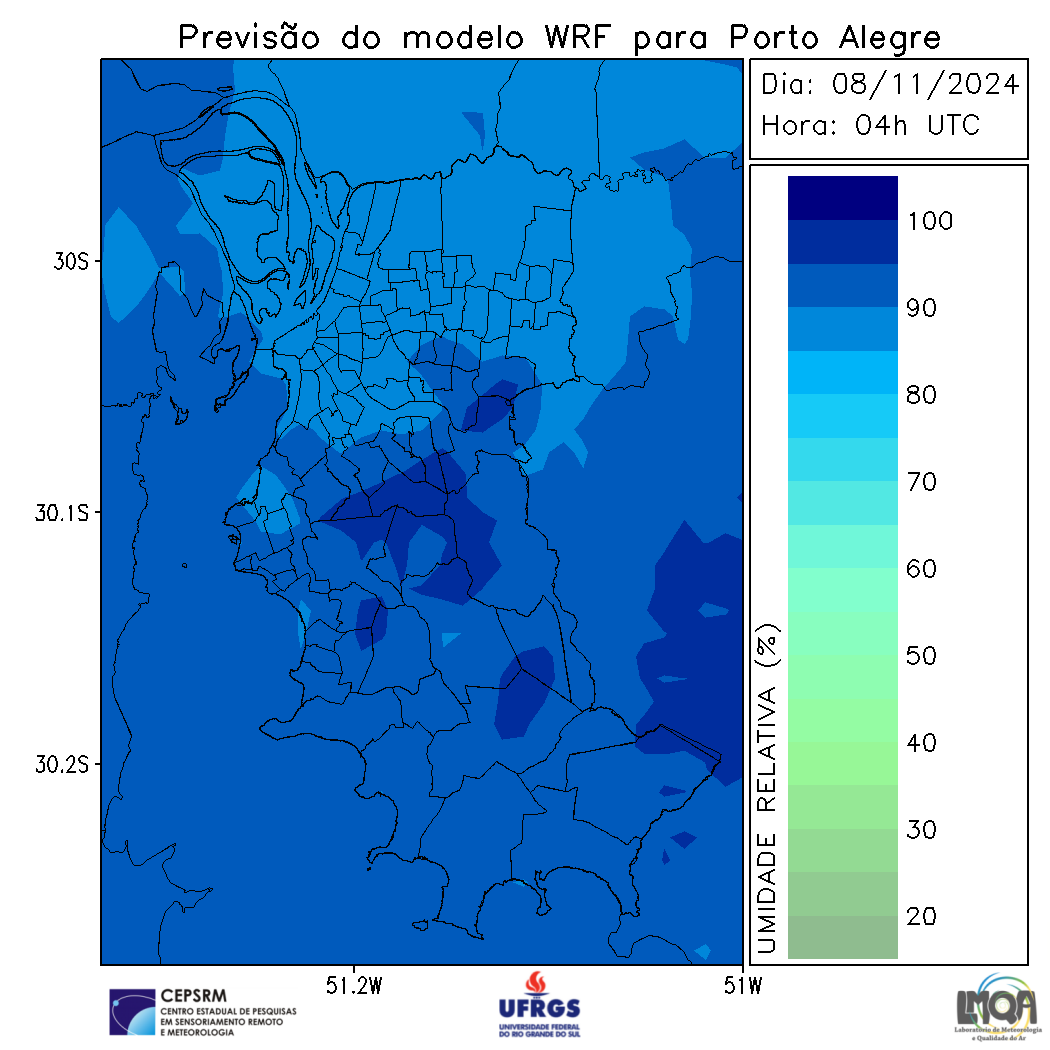 Previsão do modelo WRF para Porto Alegre
Dia: 08/11/2024
Hora: 04h UTC
30S
30.1S
30.2S
51.2W
51W
UMIDADE RELATIVA (%)
100
90
80
70
60
50
40
30
20
CEPSRM
CENTRO ESTADUAL DE PESQUISAS
EM SENSORIAMENTO REMOTO
E METEOROLOGIA
UFRGS
UNIVERSIDADE FEDERAL
DO RIO GRANDE DO SUL
LMQA
Laboratório de Meteorologia
e Qualidade do Ar